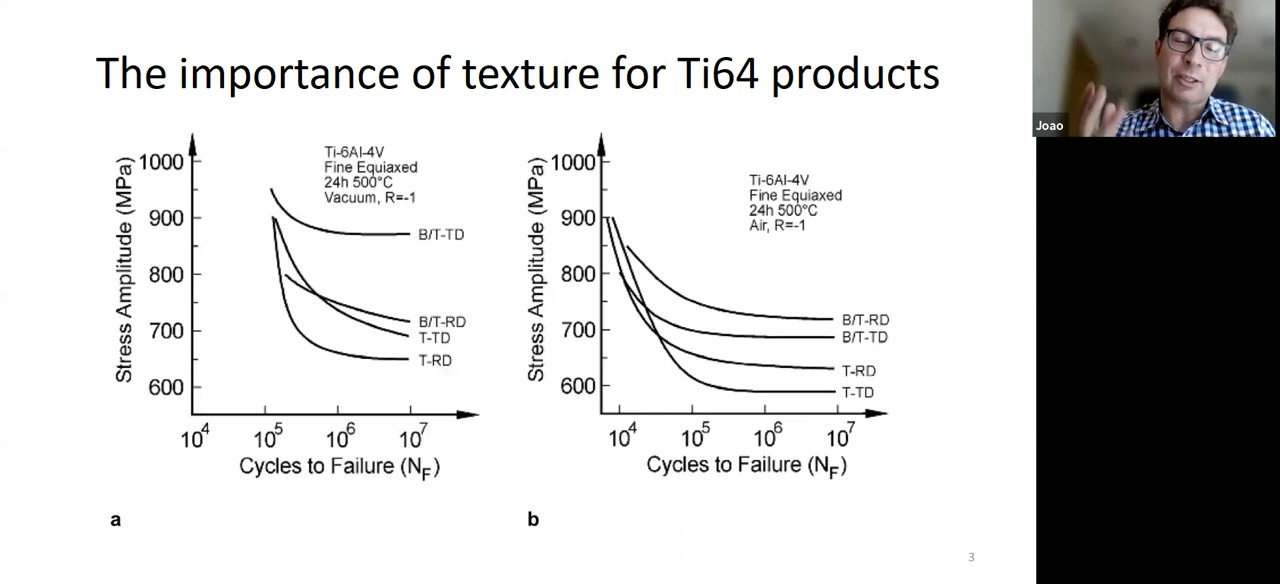 The importance of texture for Ti64 products
Joao
Stress Amplitude (MPa)
1000
900
800
700
600
Ti-6Al-4V
Fine Equiaxed
24h 500°C
Vacuum, R=-1
B/T-TD
B/T-RD
T-TD
T-RD
10⁴ 10⁵ 10⁶ 10⁷
Cycles to Failure (N_F)
a
Stress Amplitude (MPa)
1000
900
800
700
600
Ti-6Al-4V
Fine Equiaxed
24h 500°C
Air, R=-1
B/T-RD
B/T-TD
T-RD
T-TD
10⁴ 10⁵ 10⁶ 10⁷
Cycles to Failure (N_F)
b
3